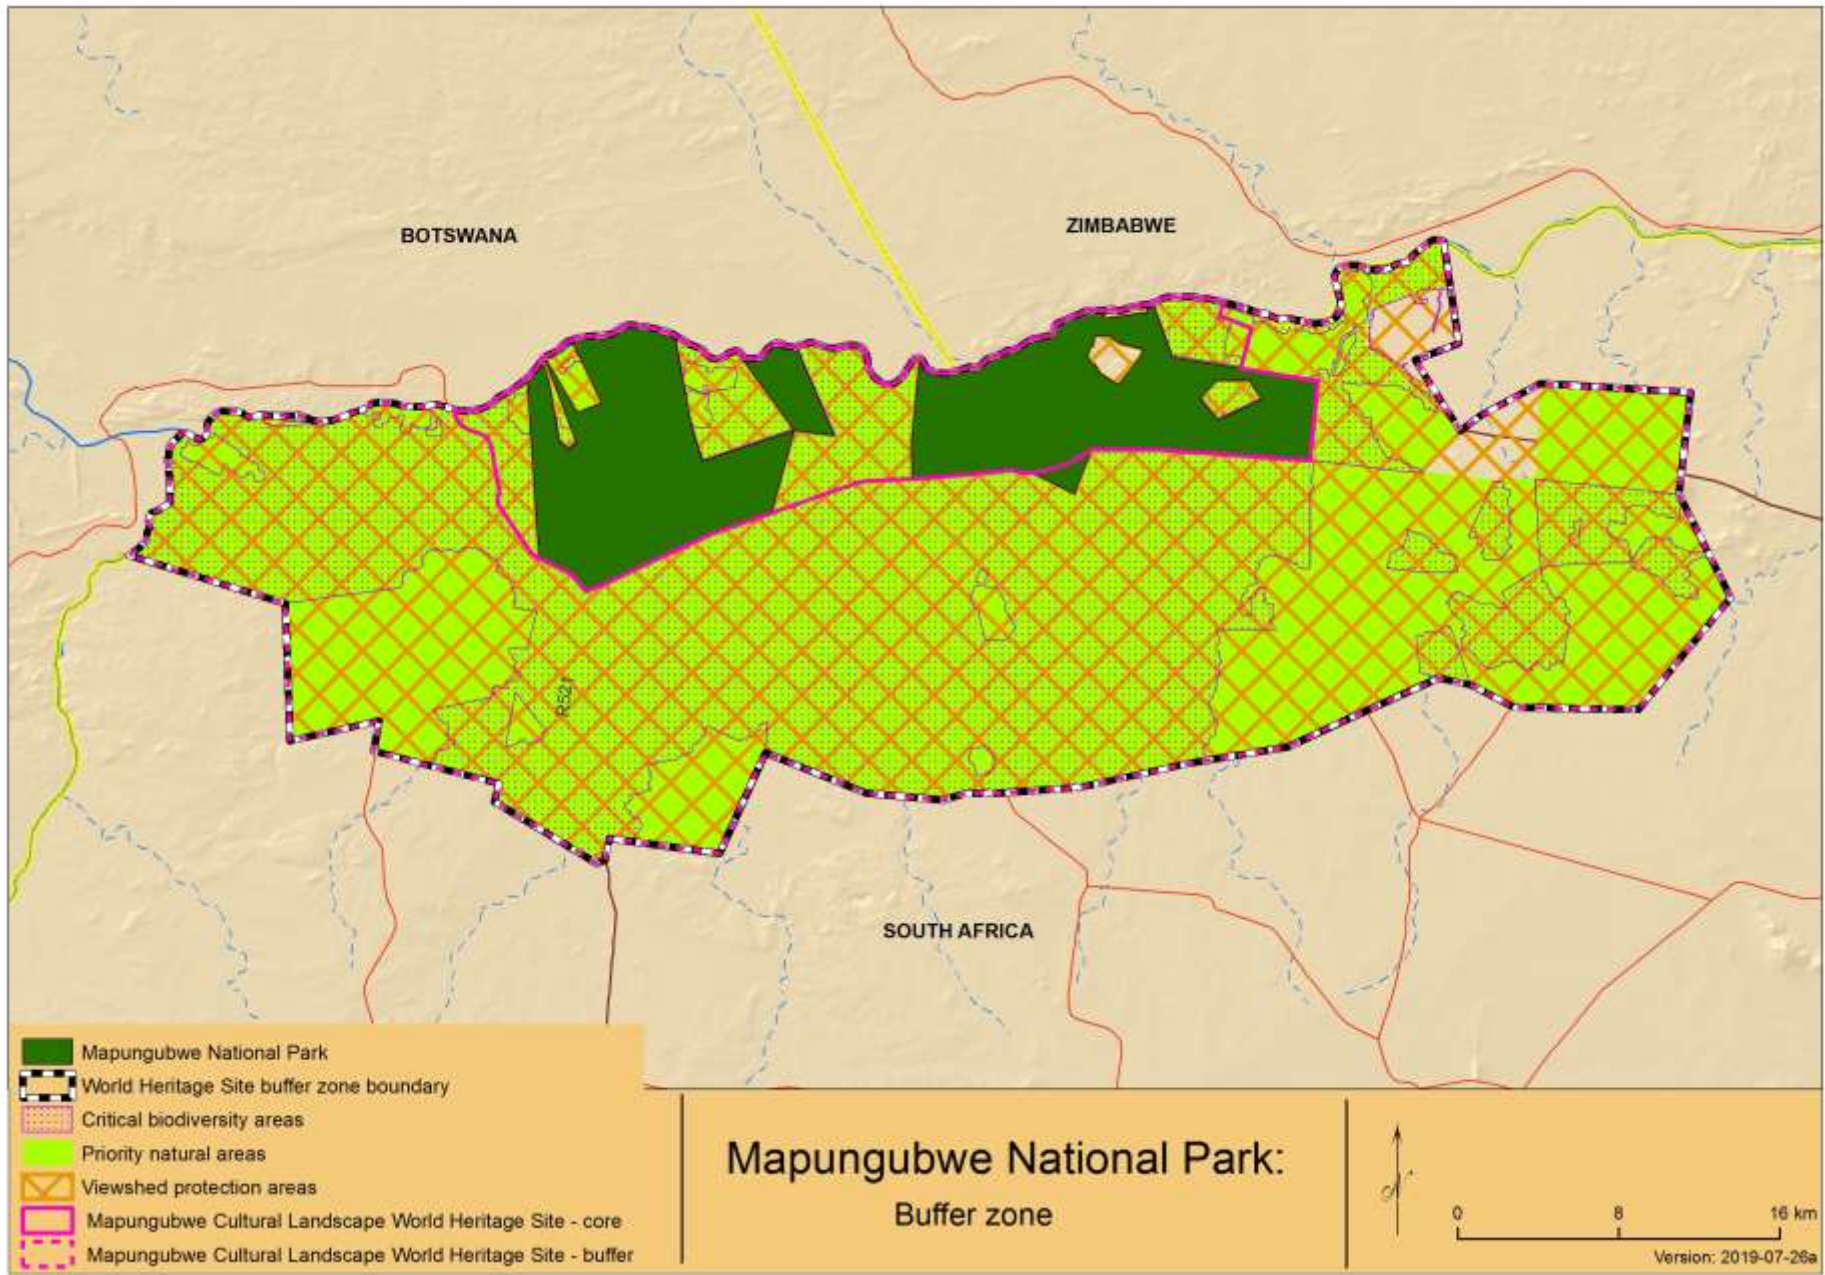 BOTSWANA
ZIMBABWE
R521
SOUTH AFRICA
Mapungubwe National Park
World Heritage Site buffer zone boundary
Critical biodiversity areas
Priority natural areas
Viewshed protection areas
Mapungubwe Cultural Landscape World Heritage Site - core
Mapungubwe Cultural Landscape World Heritage Site - buffer
Mapungubwe National Park:
Buffer zone
N
0 8 16 km
Version: 2019-07-26a